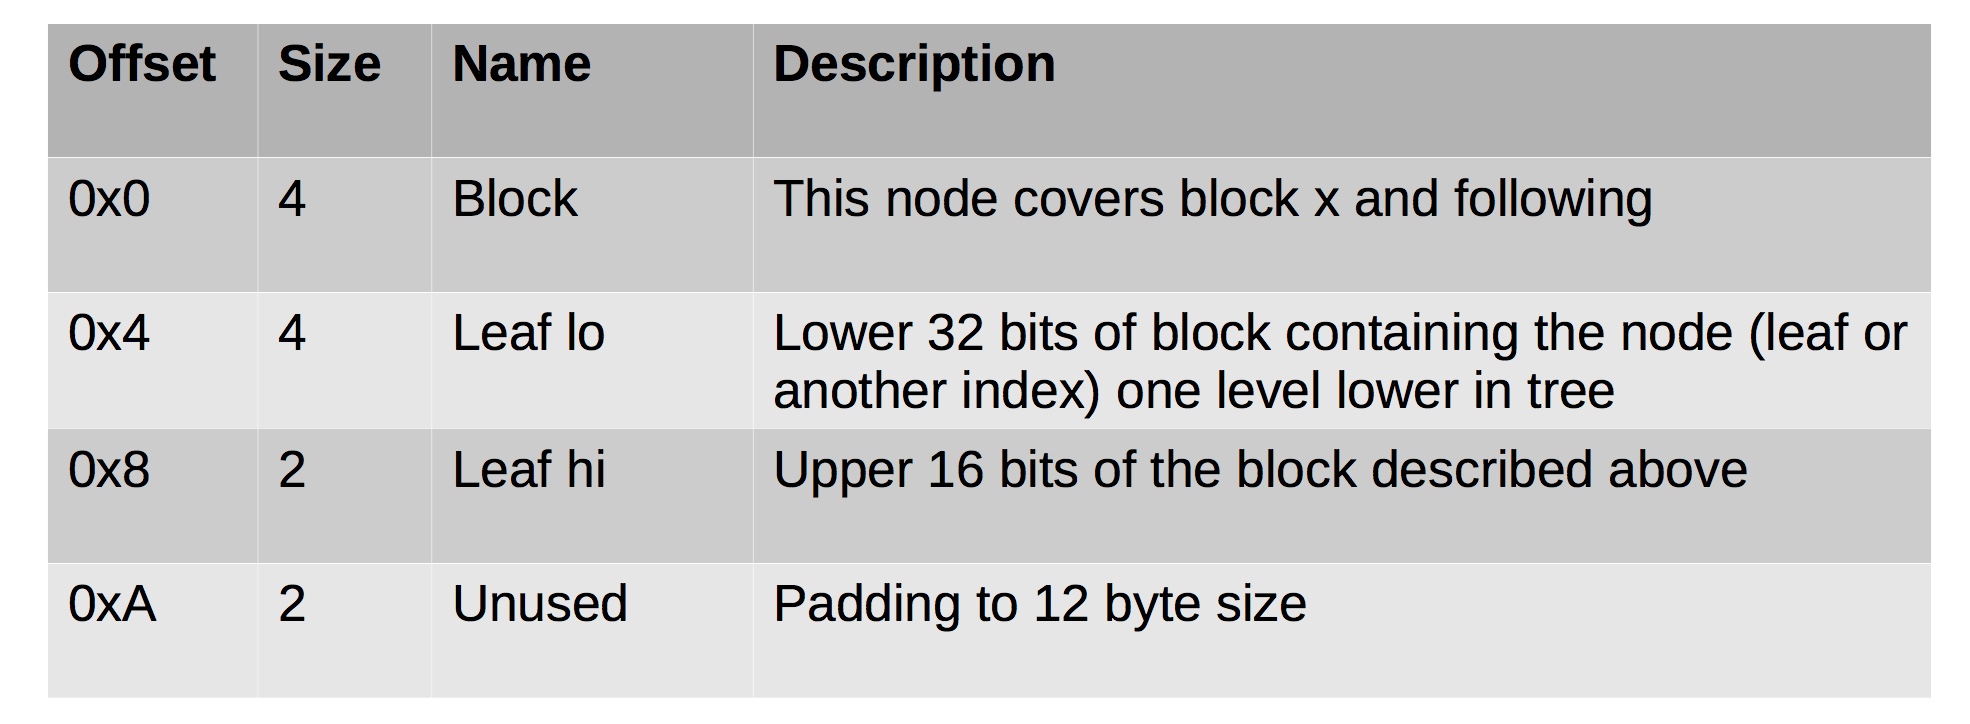 Offset Size Name Description
0x0 4 Block This node covers block x and following
0x4 4 Leaf lo Lower 32 bits of block containing the node (leaf or
another index) one level lower in tree
0x8 2 Leaf hi Upper 16 bits of the block described above
0xA 2 Unused Padding to 12 byte size